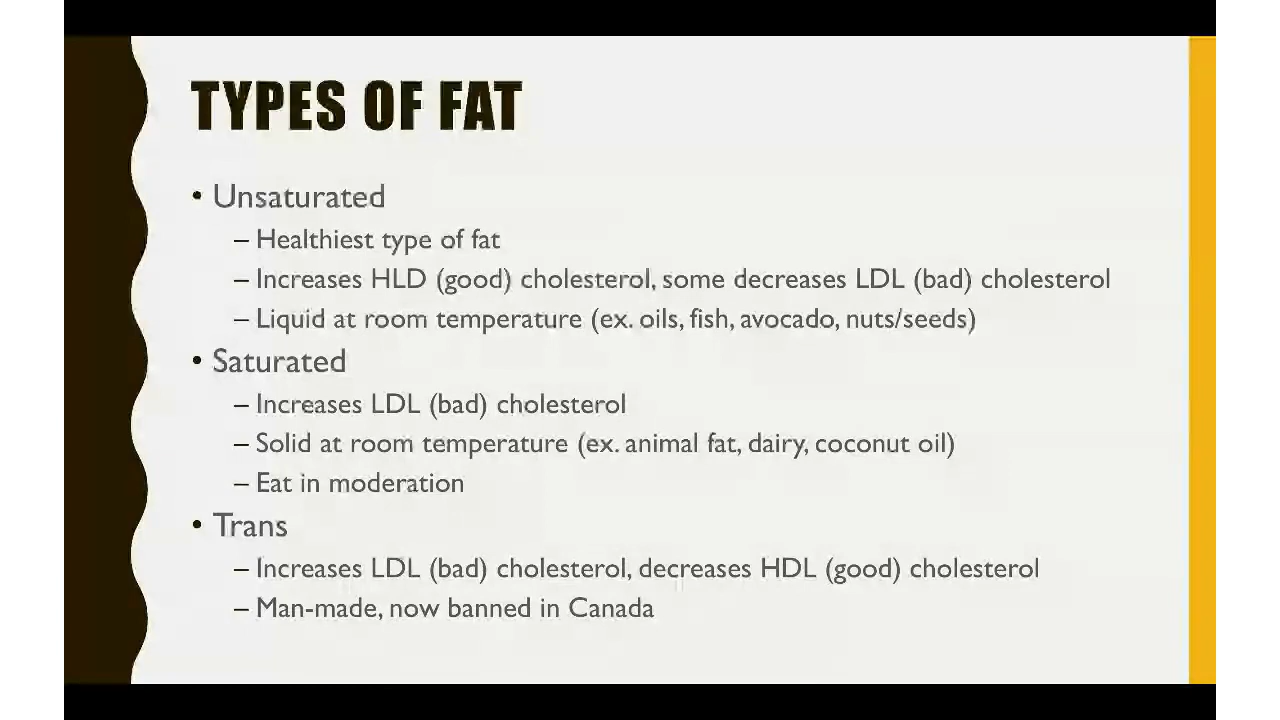 TYPES OF FAT
• Unsaturated
– Healthiest type of fat
– Increases HLD (good) cholesterol, some decreases LDL (bad) cholesterol
– Liquid at room temperature (ex. oils, fish, avocado, nuts/seeds)
• Saturated
– Increases LDL (bad) cholesterol
– Solid at room temperature (ex. animal fat, dairy, coconut oil)
– Eat in moderation
• Trans
– Increases LDL (bad) cholesterol, decreases HDL (good) cholesterol
– Man-made, now banned in Canada